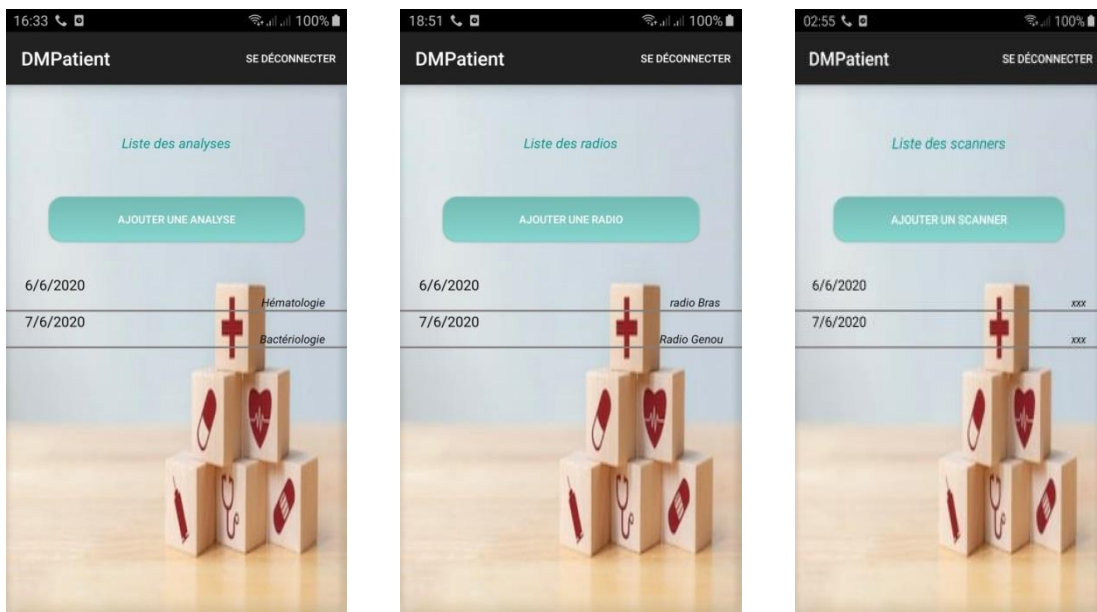 16:33 100%
DMPatient SE DÉCONNECTER
Liste des analyses
AJOUTER UNE ANALYSE
6/6/2020
Hématologie
7/6/2020
Bactériologie
18:51 100%
DMPatient SE DÉCONNECTER
Liste des radios
AJOUTER UNE RADIO
6/6/2020
radio Bras
7/6/2020
Radio Genou
02:55 100%
DMPatient SE DÉCONNECTER
Liste des scanners
AJOUTER UN SCANNER
6/6/2020
xxx
7/6/2020
xxx